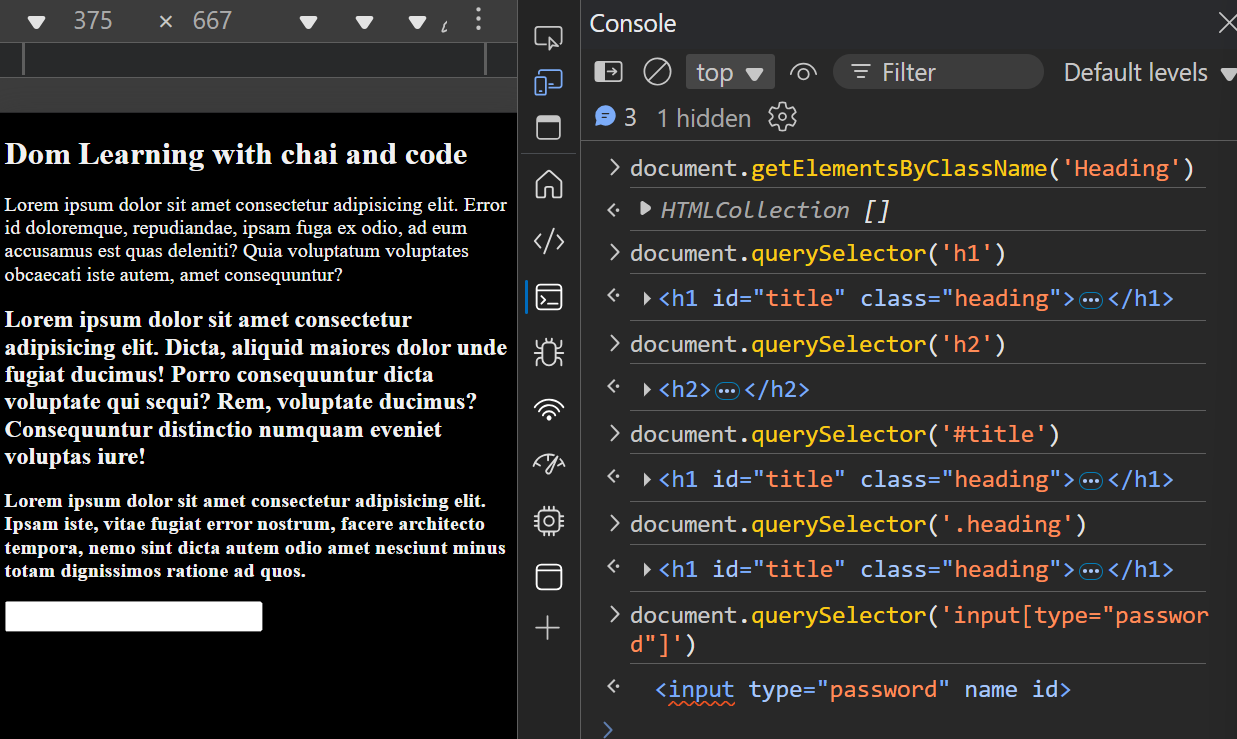 375 × 667
Dom Learning with chai and code
Lorem ipsum dolor sit amet consectetur adipisicing elit. Error
id doloremque, repudiandae, ipsam fuga ex odio, ad eum
accusamus est quas deleniti? Quia voluptatum voluptates
obcaecati iste autem, amet consequuntur?
Lorem ipsum dolor sit amet consectetur
adipisicing elit. Dicta, aliquid maiores dolor unde
fugiat ducimus! Porro consequuntur dicta
voluptate qui sequi? Rem, voluptate ducimus?
Consequuntur distinctio numquam eveniet
voluptas iure!
Lorem ipsum dolor sit amet consectetur adipisicing elit.
Ipsam iste, vitae fugiat error nostrum, facere architecto
tempora, nemo sint dicta autem odio amet nesciunt minus
totam dignissimos ratione ad quos.
Console
top Filter Default levels
3 1 hidden
document.getElementsByClassName('Heading')
HTMLCollection []
document.querySelector('h1')
<h1 id="title" class="heading">…</h1>
document.querySelector('h2')
<h2>…</h2>
document.querySelector('#title')
<h1 id="title" class="heading">…</h1>
document.querySelector('.heading')
<h1 id="title" class="heading">…</h1>
document.querySelector('input[type="passwor
d"]')
<input type="password" name id>